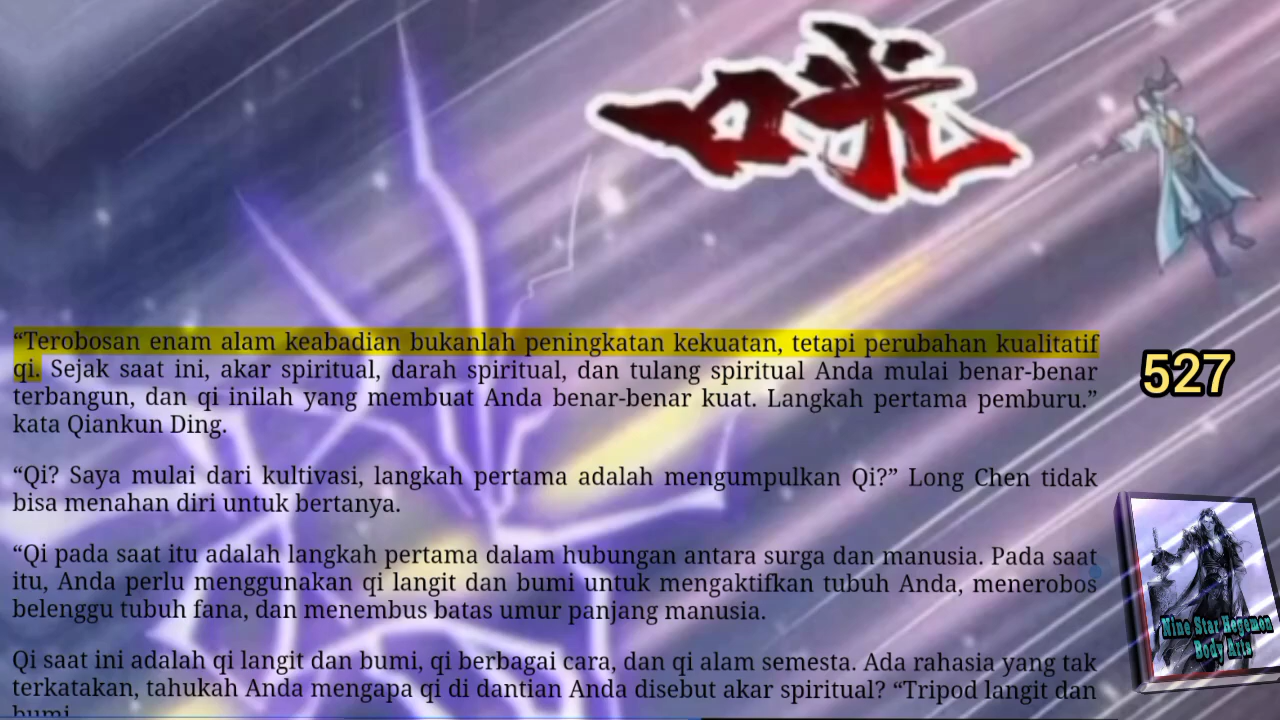 咣
“Terobosan enam alam keabadian bukanlah peningkatan kekuatan, tetapi perubahan kualitatif
qi. Sejak saat ini, akar spiritual, darah spiritual, dan tulang spiritual Anda mulai benar-benar
terbangun, dan qi inilah yang membuat Anda benar-benar kuat. Langkah pertama pemburu.”
kata Qiankun Ding.
“Qi? Saya mulai dari kultivasi, langkah pertama adalah mengumpulkan Qi?” Long Chen tidak
bisa menahan diri untuk bertanya.
“Qi pada saat itu adalah langkah pertama dalam hubungan antara surga dan manusia. Pada saat
itu, Anda perlu menggunakan qi langit dan bumi untuk mengaktifkan tubuh Anda, menerobos
belenggu tubuh fana, dan menembus batas umur panjang manusia.
Qi saat ini adalah qi langit dan bumi, qi berbagai cara, dan qi alam semesta. Ada rahasia yang tak
terkatakan, tahukah Anda mengapa qi di dantian Anda disebut akar spiritual? “Tripod langit dan
bumi
527
Nine Star Hegemon
Body Arts